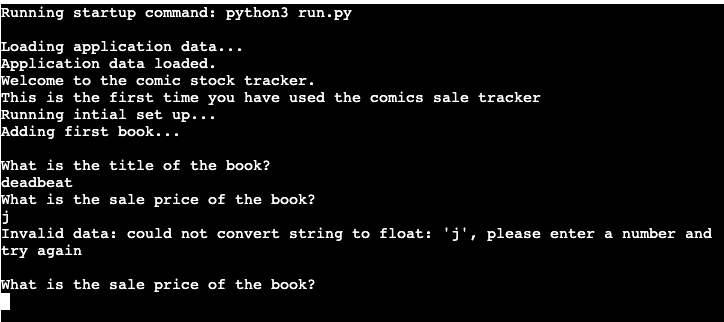 Running startup command: python3 run.py
Loading application data...
Application data loaded.
Welcome to the comic stock tracker.
This is the first time you have used the comics sale tracker
Running intial set up...
Adding first book...
What is the title of the book?
deadbeat
What is the sale price of the book?
j
Invalid data: could not convert string to float: 'j', please enter a number and
try again
What is the sale price of the book?